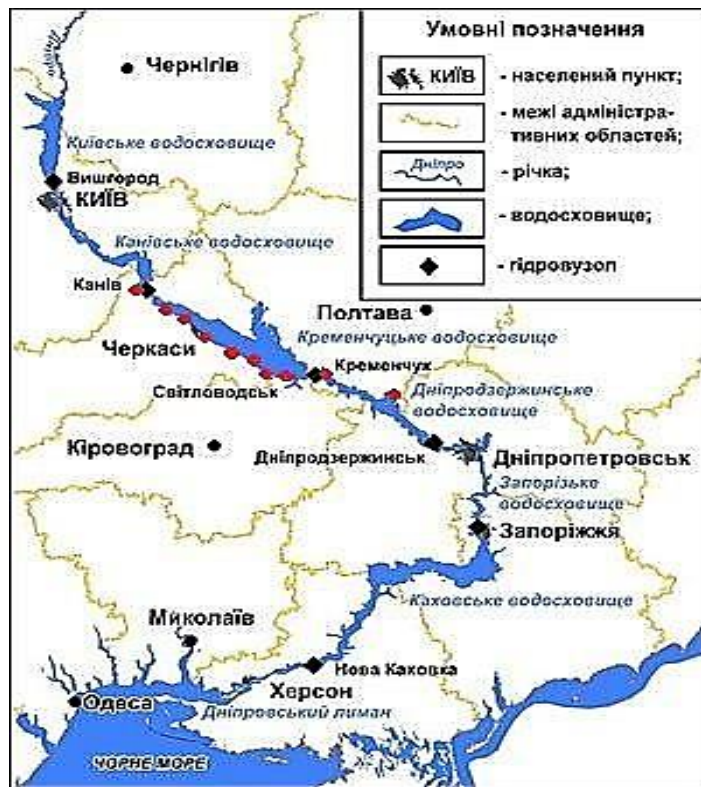 Умовні позначення
КИЇВ
- населений пункт;
- межі адміністра-
тивних областей;
Дніпро
- річка;
- водосховище;
- гідровузол
Дніпро
Чернігів
Київське водосховище
Вишгород
КИЇВ
Канівське водосховище
Канів
Полтава
Кременчуцьке водосховище
Черкаси
Кременчук
Світловодськ
Дніпродзержинське
водосховище
Кіровоград
Дніпродзержинськ
Дніпропетровськ
Запорізьке
водосховище
Запоріжжя
Каховське водосховище
Миколаїв
Нова Каховка
Херсон
Одеса
Дніпровський лиман
ЧОРНЕ МОРЕ